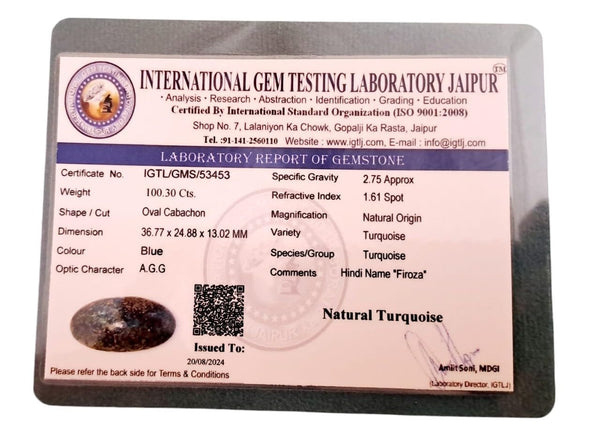 INTERNATIONAL GEM TESTING LABORATORY JAIPUR TM
• Analysis • Research • Abstraction • Identification • Grading • Education
Certified By International Standard Organization (ISO 9001:2008)
Shop No. 7, Lalaniyon Ka Chowk, Gopalji Ka Rasta, Jaipur
Tel. :91-141-2560110 Website : www.igtlj.com, E-mail : info@igtlj.com
LABORATORY REPORT OF GEMSTONE
Certificate No. IGTL/GMS/53453
Weight 100.30 Cts.
Shape / Cut Oval Cabachon
Dimension 36.77 x 24.88 x 13.02 MM
Colour Blue
Optic Character A.G.G
Specific Gravity 2.75 Approx
Refractive Index 1.61 Spot
Magnification Natural Origin
Variety Turquoise
Species/Group Turquoise
Comments Hindi Name "Firoza"
Natural Turquoise
Issued To:
20/08/2024
Please refer the back side for Terms & Conditions
Amiit Soni, MDGI
(Laboratory Director, IGTLJ)